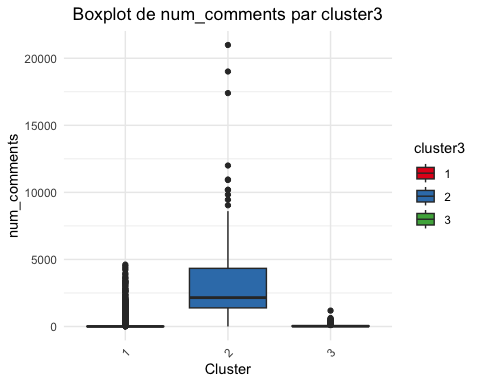 Boxplot de num_comments par cluster3
20000
15000
10000
5000
0
num_comments
1
2
3
Cluster
cluster3
1
2
3